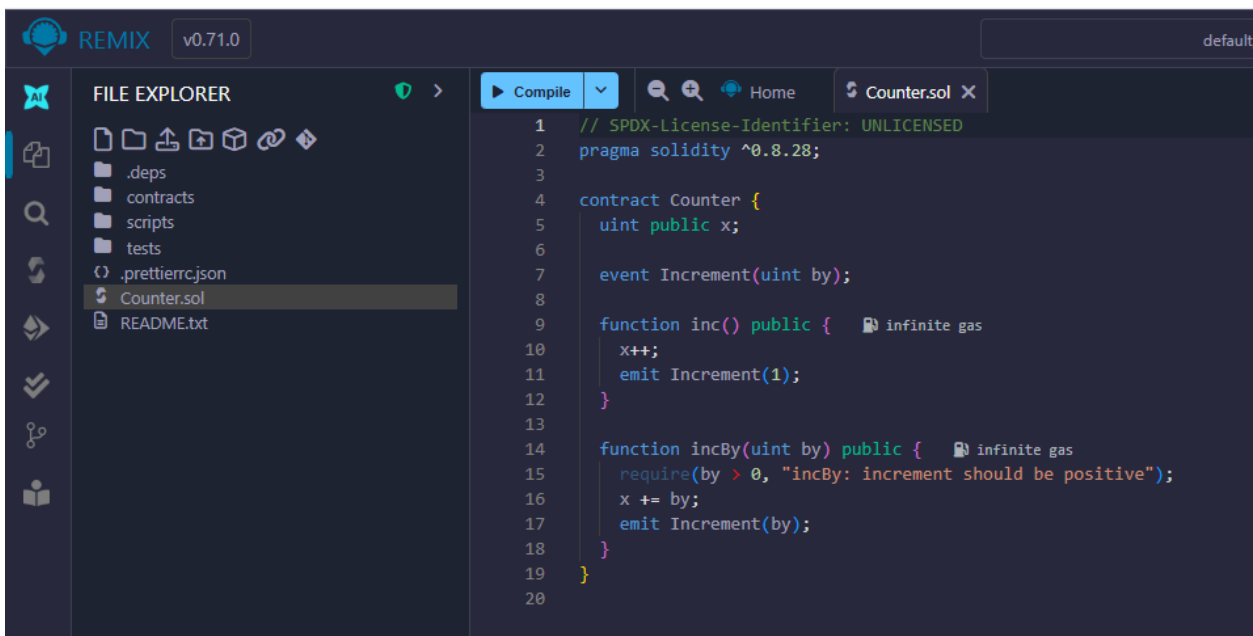 REMIX v0.71.0
default
FILE EXPLORER
.deps
contracts
scripts
tests
.prettierrc.json
Counter.sol
README.txt
AI
Compile
Home
Counter.sol
1 // SPDX-License-Identifier: UNLICENSED
2 pragma solidity ^0.8.28;
3
4 contract Counter {
5 uint public x;
6
7 event Increment(uint by);
8
9 function inc() public { infinite gas
10 x++;
11 emit Increment(1);
12 }
13
14 function incBy(uint by) public { infinite gas
15 require(by > 0, "incBy: increment should be positive");
16 x += by;
17 emit Increment(by);
18 }
19 }
20